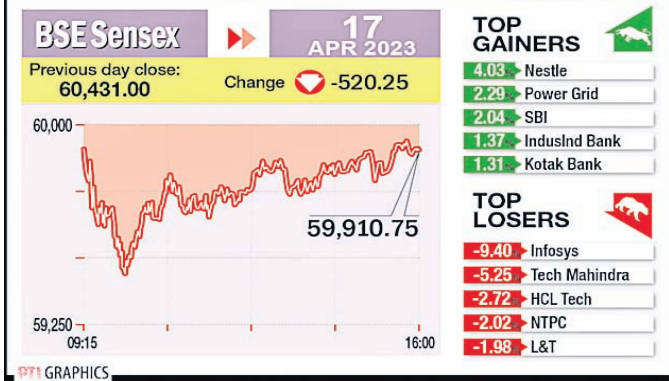 BSE Sensex
17
APR 2023
Previous day close:
60,431.00
Change -520.25
60,000
59,910.75
59,250
09:15
16:00
TOP
GAINERS
4.03 Nestle
2.29 Power Grid
2.04 SBI
1.37 IndusInd Bank
1.31 Kotak Bank
TOP
LOSERS
-9.40 Infosys
-5.25 Tech Mahindra
-2.72 HCL Tech
-2.02 NTPC
-1.98 L&T
PTI GRAPHICS